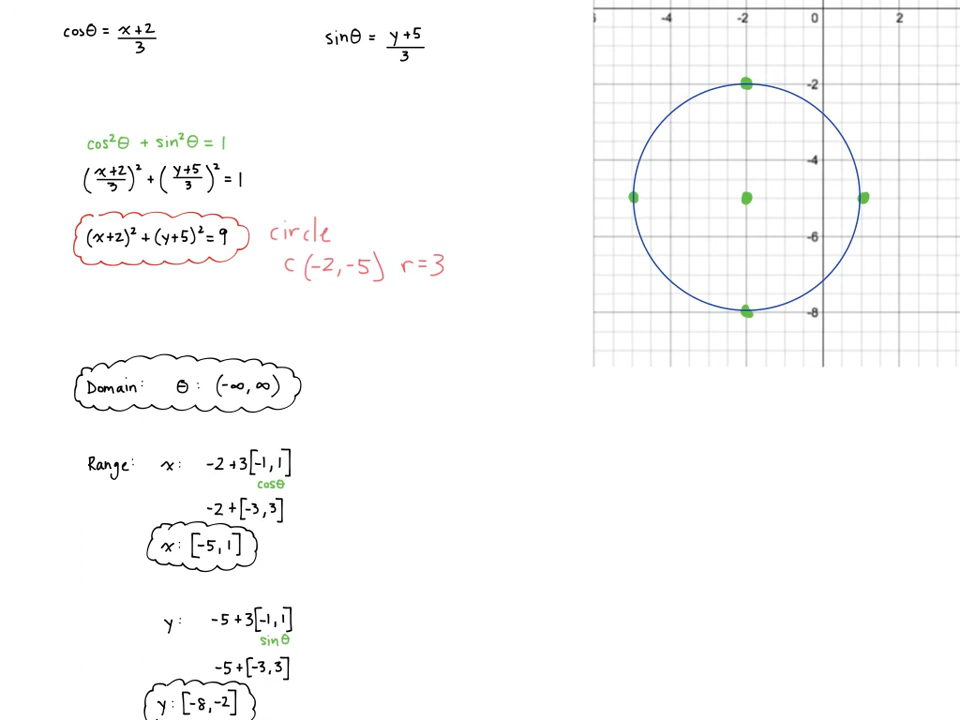 cosθ = (x+2)/3
sinθ = (y+5)/3
cos²θ + sin²θ = 1
((x+2)/3)² + ((y+5)/3)² = 1
(x+2)² + (y+5)² = 9
circle
c (-2, -5) r = 3
Domain: θ: (-∞, ∞)
Range: x: -2 + 3[-1, 1]
cosθ
-2 + [-3, 3]
x: [-5, 1]
y: -5 + 3[-1, 1]
sinθ
-5 + [-3, 3]
y: [-8, -2]
-4 -2 0 2
-2
-4
-6
-8